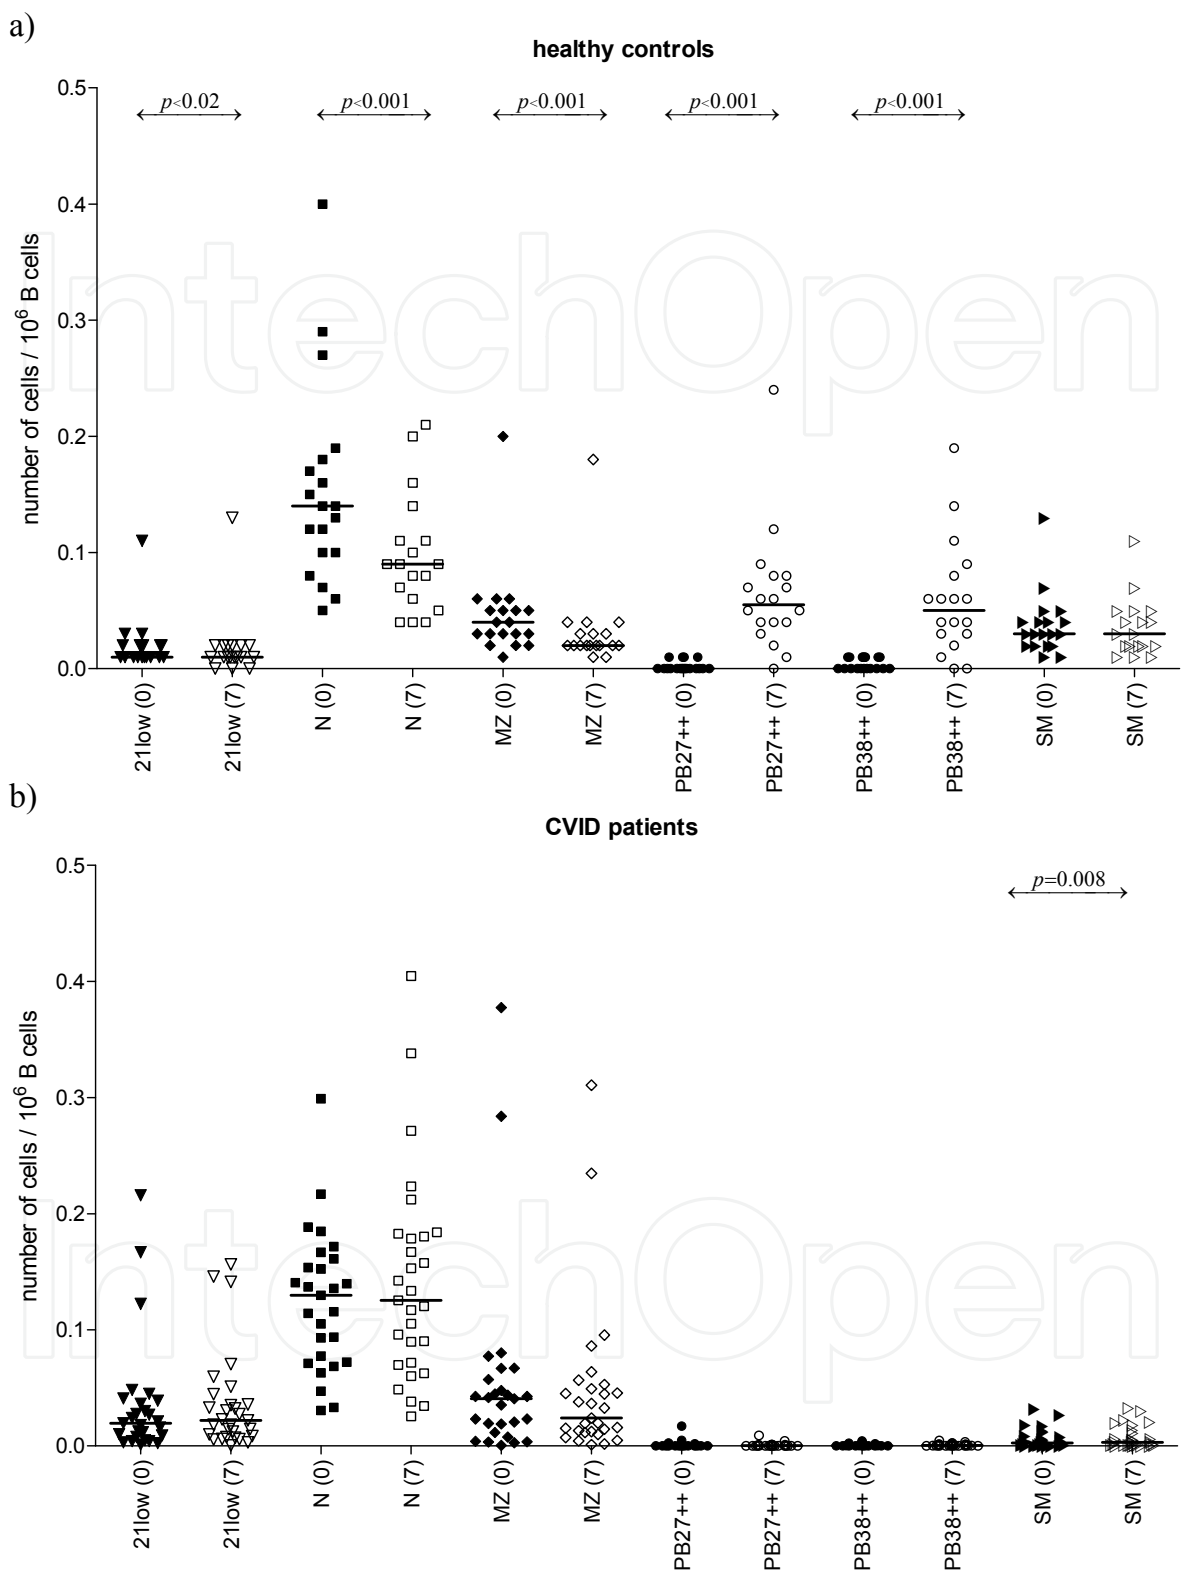 a)
healthy controls
0.5
p<0.02
p<0.001
p<0.001
p<0.001
p<0.001
0.4
0.3
0.2
0.1
0.0
number of cells / 10⁶ B cells
IntechOpen
21low (0)
21low (7)
N (0)
N (7)
MZ (0)
MZ (7)
PB27++ (0)
PB27++ (7)
PB38++ (0)
PB38++ (7)
SM (0)
SM (7)
b)
CVID patients
0.5
p=0.008
0.4
0.3
0.2
0.1
0.0
number of cells / 10⁶ B cells
IntechOpen
21low (0)
21low (7)
N (0)
N (7)
MZ (0)
MZ (7)
PB27++ (0)
PB27++ (7)
PB38++ (0)
PB38++ (7)
SM (0)
SM (7)